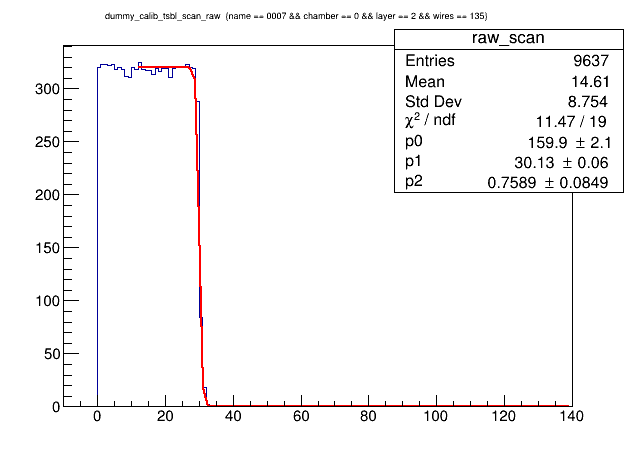 dummy_calib_tsbl_scan_raw (name == 0007 && chamber == 0 && layer == 2 && wires == 135)
raw_scan
Entries 9637
Mean 14.61
Std Dev 8.754
χ² / ndf 11.47 / 19
p0 159.9 ± 2.1
p1 30.13 ± 0.06
p2 0.7589 ± 0.0849
300
250
200
150
100
50
0
0 20 40 60 80 100 120 140